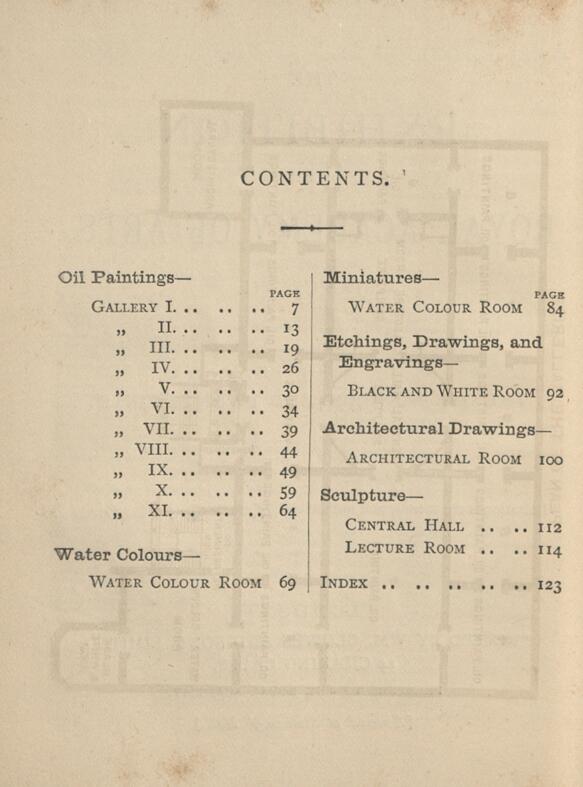 CONTENTS.
Oil Paintings—
PAGE
GALLERY I. .. .. .. 7
„ II. .. .. .. 13
„ III. .. .. .. 19
„ IV. .. .. .. 26
„ V. .. .. .. 30
„ VI. .. .. .. 34
„ VII. .. .. .. 39
„ VIII. .. .. .. 44
„ IX. .. .. .. 49
„ X. .. .. .. 59
„ XI. .. .. .. 64
Water Colours—
WATER COLOUR ROOM 69
Miniatures—
PAGE
WATER COLOUR ROOM 84
Etchings, Drawings, and
Engravings—
BLACK AND WHITE ROOM 92
Architectural Drawings—
ARCHITECTURAL ROOM 100
Sculpture—
CENTRAL HALL .. .. 112
LECTURE ROOM .. .. 114
INDEX .. .. .. .. .. .. 123